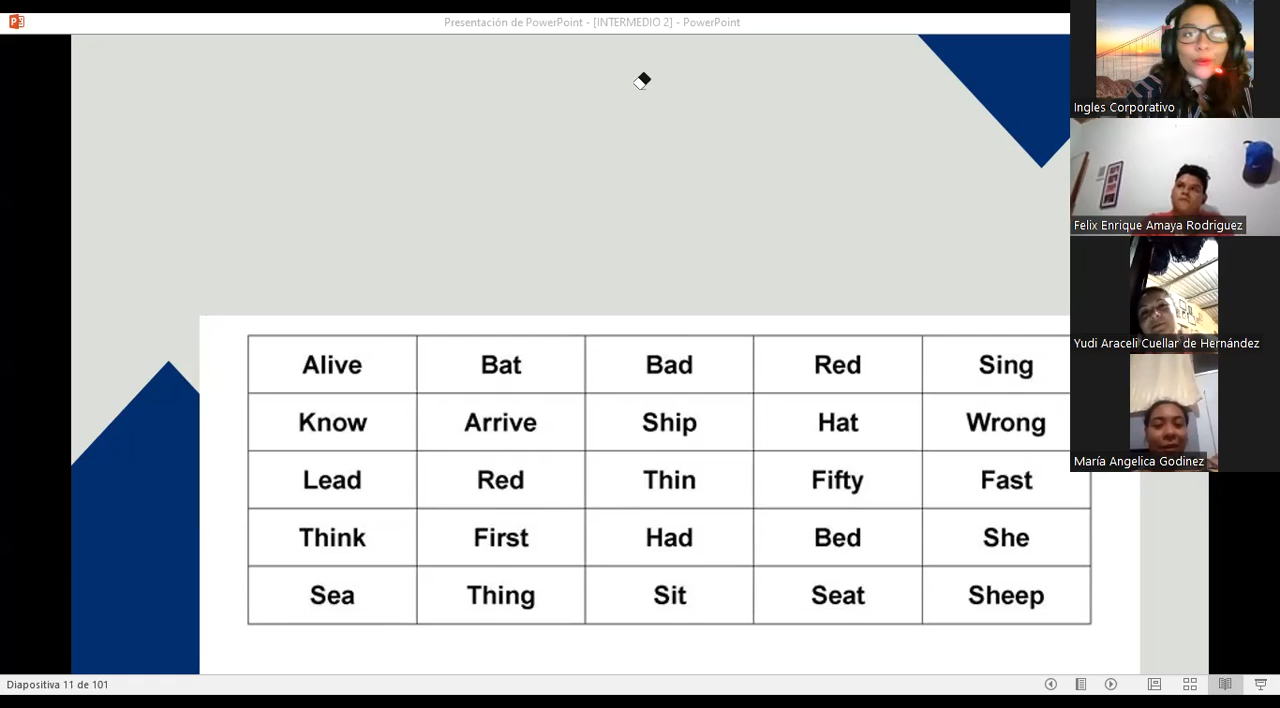 Presentación de PowerPoint - [INTERMEDIO 2] - PowerPoint
Ingles Corporativo
Felix Enrique Amaya Rodriguez
Yudi Araceli Cuellar de Hernández
María Angelica Godinez
Alive Bat Bad Red Sing
Know Arrive Ship Hat Wrong
Lead Red Thin Fifty Fast
Think First Had Bed She
Sea Thing Sit Seat Sheep
Diapositiva 11 de 101